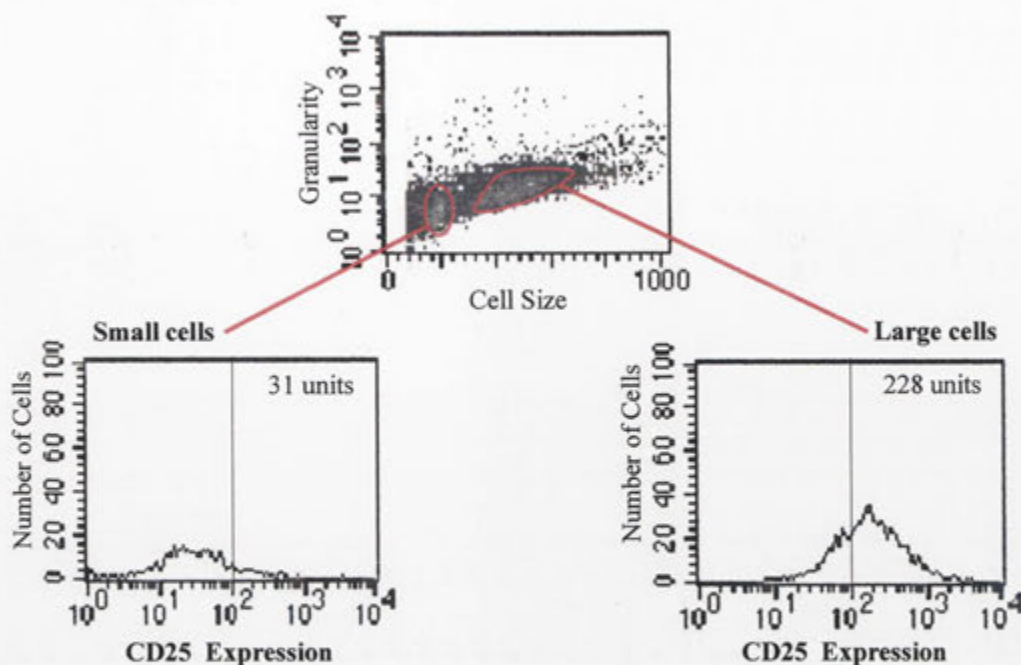 10^4
10^3
10^2
10^1
10^0
Granularity
0
1000
Cell Size
Small cells
Large cells
100
80
60
40
20
0
Number of Cells
31 units
10^0 10^1 10^2 10^3 10^4
CD25 Expression
100
80
60
40
20
0
Number of Cells
228 units
10^0 10^1 10^2 10^3 10^4
CD25 Expression